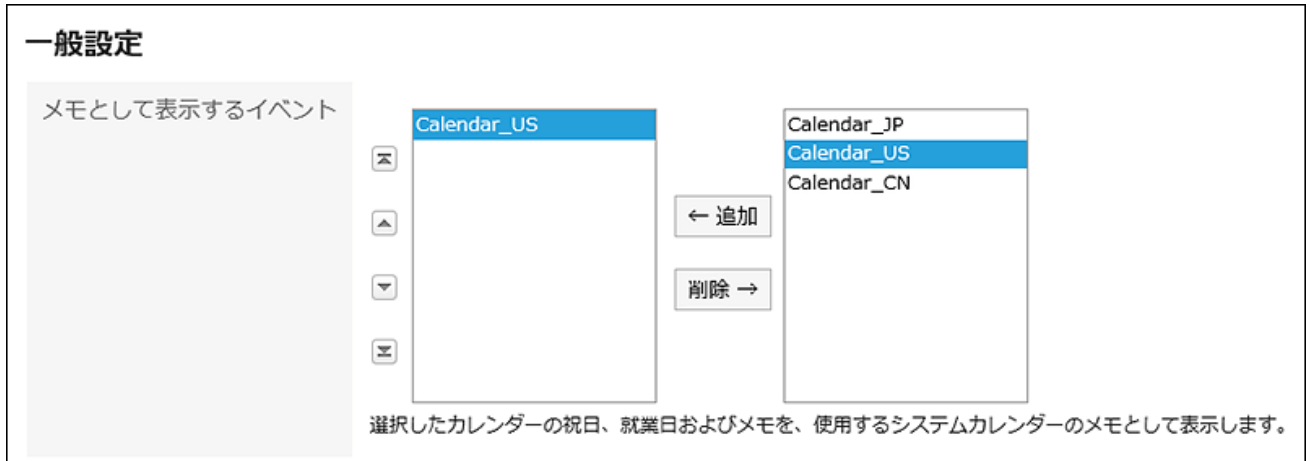 一般設定
メモとして表示するイベント
Calendar_US
Calendar_JP
Calendar_US
Calendar_CN
← 追加
削除 →
選択したカレンダーの祝日、就業日およびメモを、使用するシステムカレンダーのメモとして表示します。